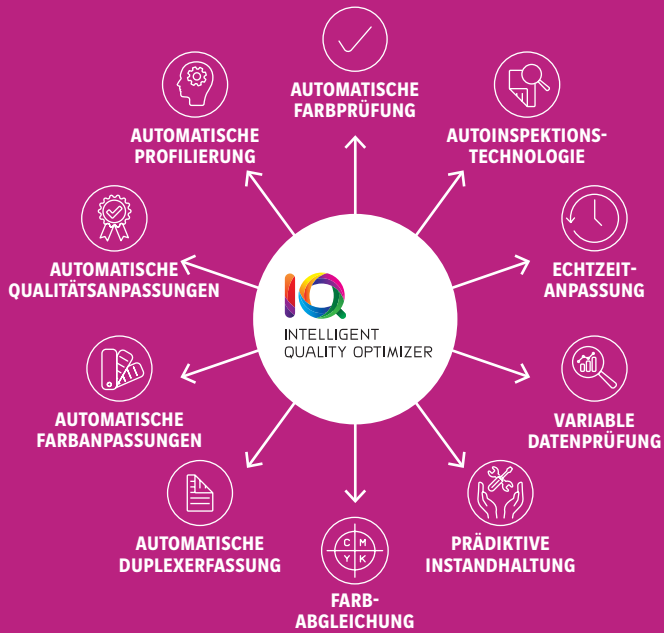 AUTOMATISCHE
FARBPRÜFUNG
AUTOINSPEKTIONS-
TECHNOLOGIE
ECHTZEIT-
ANPASSUNG
VARIABLE
DATENPRÜFUNG
PRÄDIKTIVE
INSTANDHALTUNG
C M
Y K
FARB-
ABGLEICHUNG
AUTOMATISCHE
DUPLEXERFASSUNG
AUTOMATISCHE
FARBANPASSUNGEN
AUTOMATISCHE
QUALITÄTSANPASSUNGEN
AUTOMATISCHE
PROFILIERUNG
IQ
INTELLIGENT
QUALITY OPTIMIZER